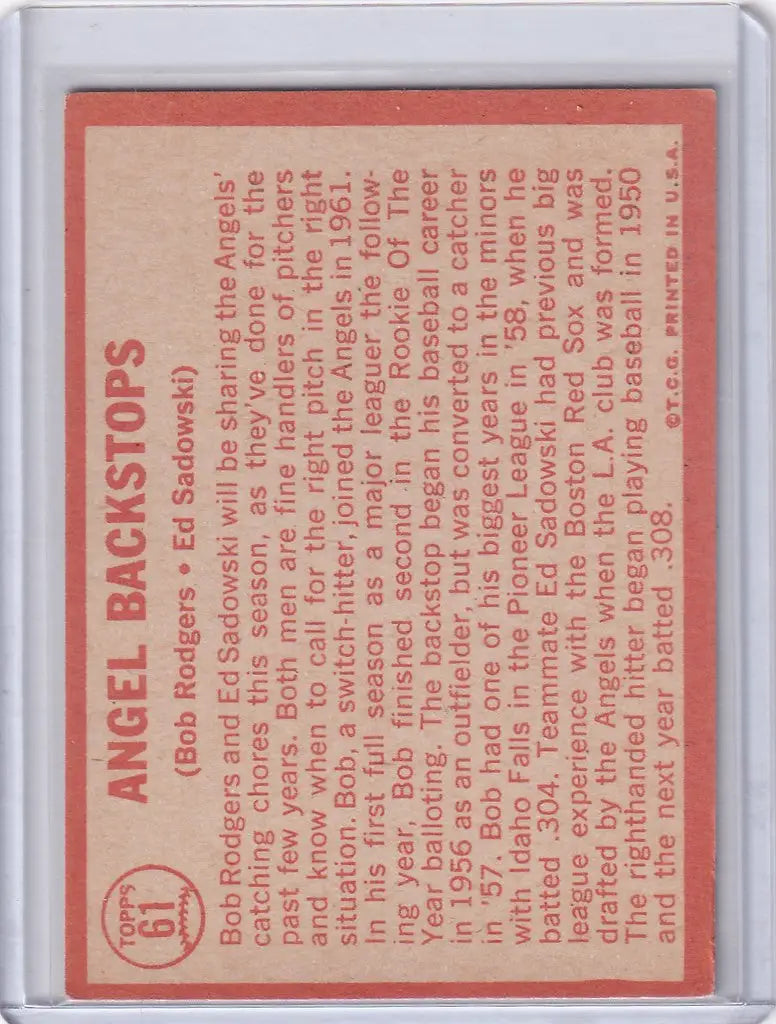 TOPPS
61
ANGEL BACKSTOPS
(Bob Rodgers • Ed Sadowski)
Bob Rodgers and Ed Sadowski will be sharing the Angels'
catching chores this season, as they've done for the
past few years. Both men are fine handlers of pitchers
and know when to call for the right pitch in the right
situation. Bob, a switch-hitter, joined the Angels in 1961.
In his first full season as a major leaguer the follow-
ing year, Bob finished second in the Rookie Of The
Year balloting. The backstop began his baseball career
in 1956 as an outfielder, but was converted to a catcher
in '57. Bob had one of his biggest years in the minors
with Idaho Falls in the Pioneer League in '58, when he
batted .304. Teammate Ed Sadowski had previous big
league experience with the Boston Red Sox and was
drafted by the Angels when the L.A. club was formed.
The righthanded hitter began playing baseball in 1950
and the next year batted .308.
©T.C.G. PRINTED IN U.S.A.